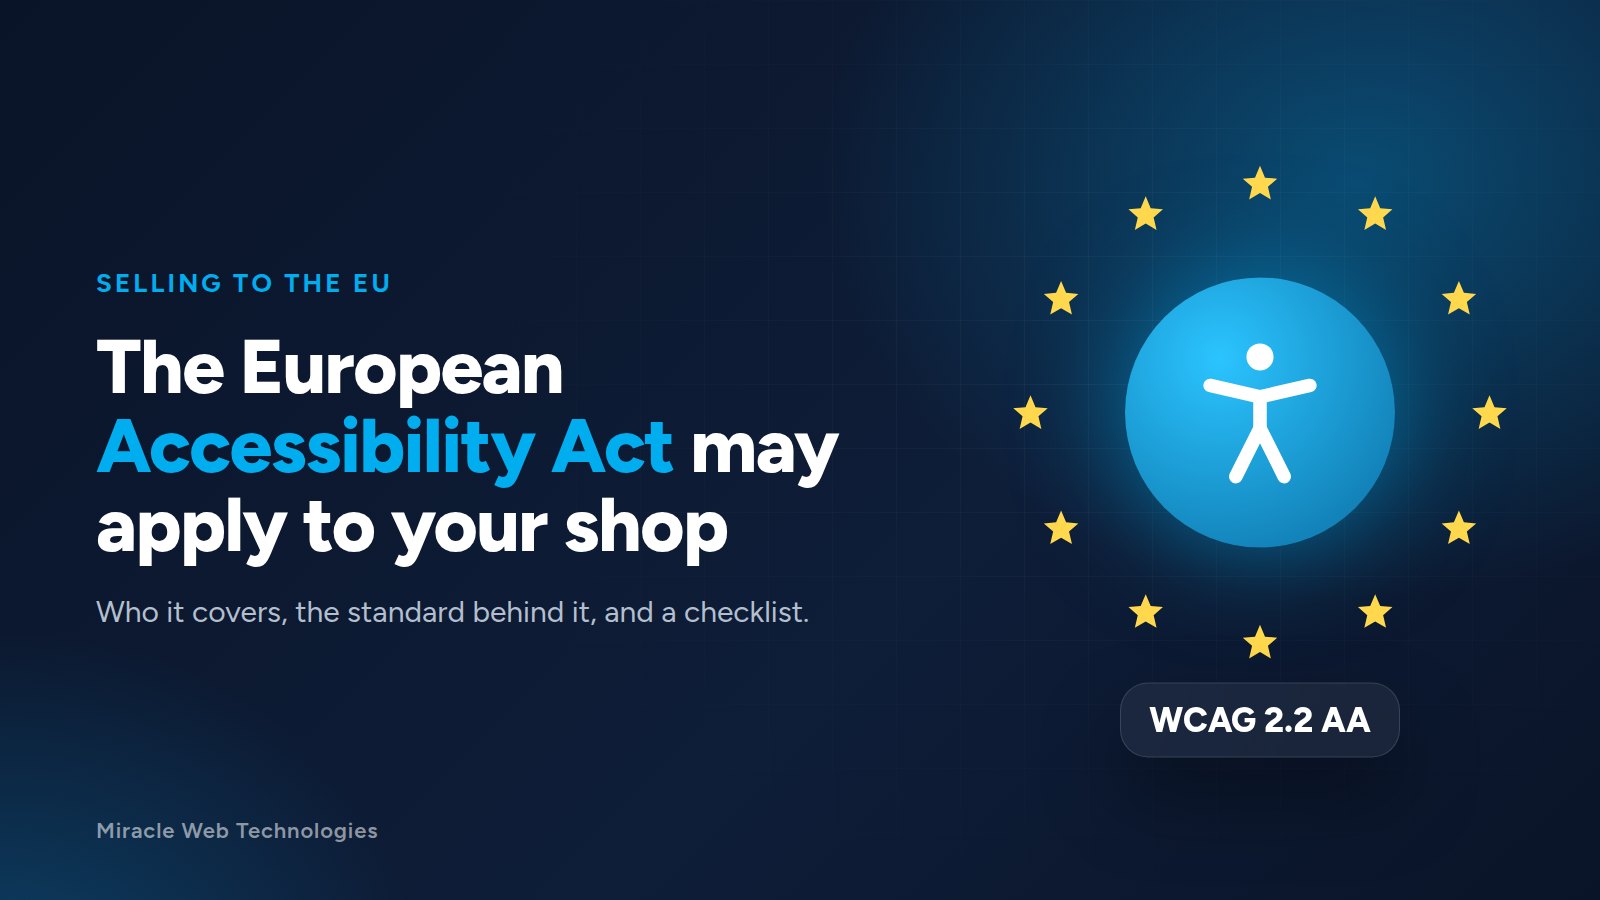 SELLING TO THE EU
The European
Accessibility Act may
apply to your shop
Who it covers, the standard behind it, and a checklist.
WCAG 2.2 AA
Miracle Web Technologies